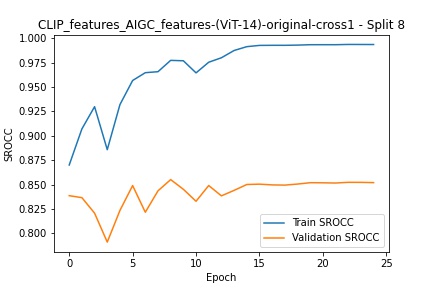 CLIP_features_AIGC_features-(ViT-14)-original-cross1 - Split 8
1.000
0.975
0.950
0.925
0.900
0.875
0.850
0.825
0.800
SROCC
Train SROCC
Validation SROCC
0 5 10 15 20 25
Epoch